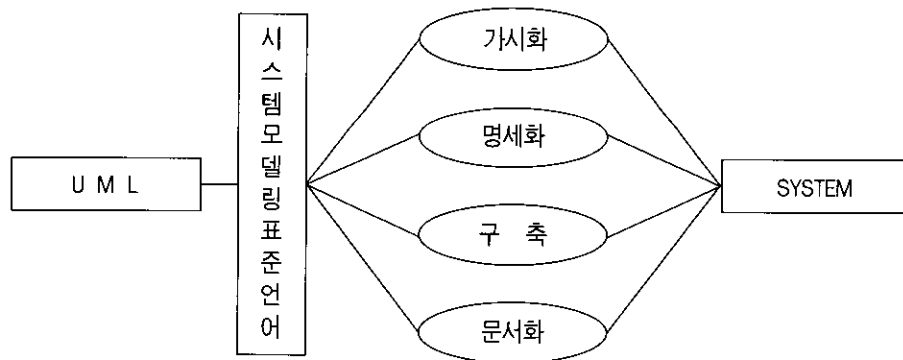 U M L
시스템모델링표준언어
가시화
명세화
구 축
문서화
SYSTEM